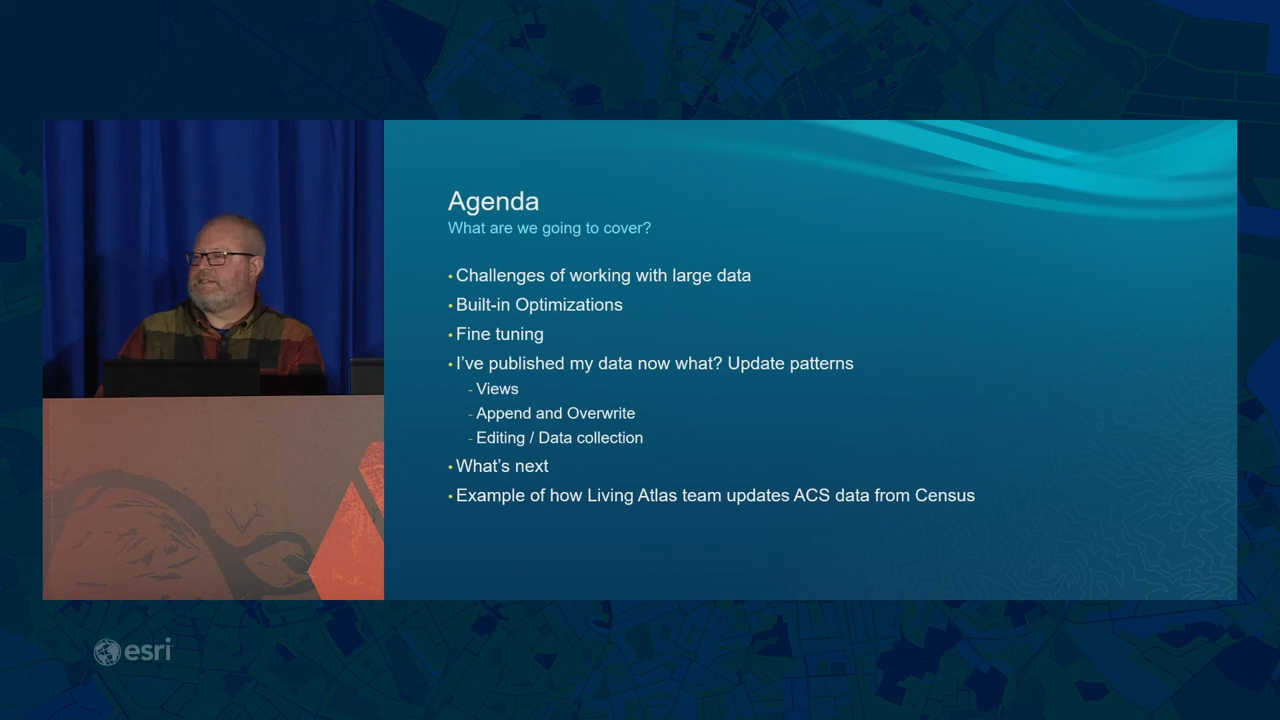 Agenda
What are we going to cover?
• Challenges of working with large data
• Built-in Optimizations
• Fine tuning
• I've published my data now what? Update patterns
- Views
- Append and Overwrite
- Editing / Data collection
• What's next
• Example of how Living Atlas team updates ACS data from Census
esri